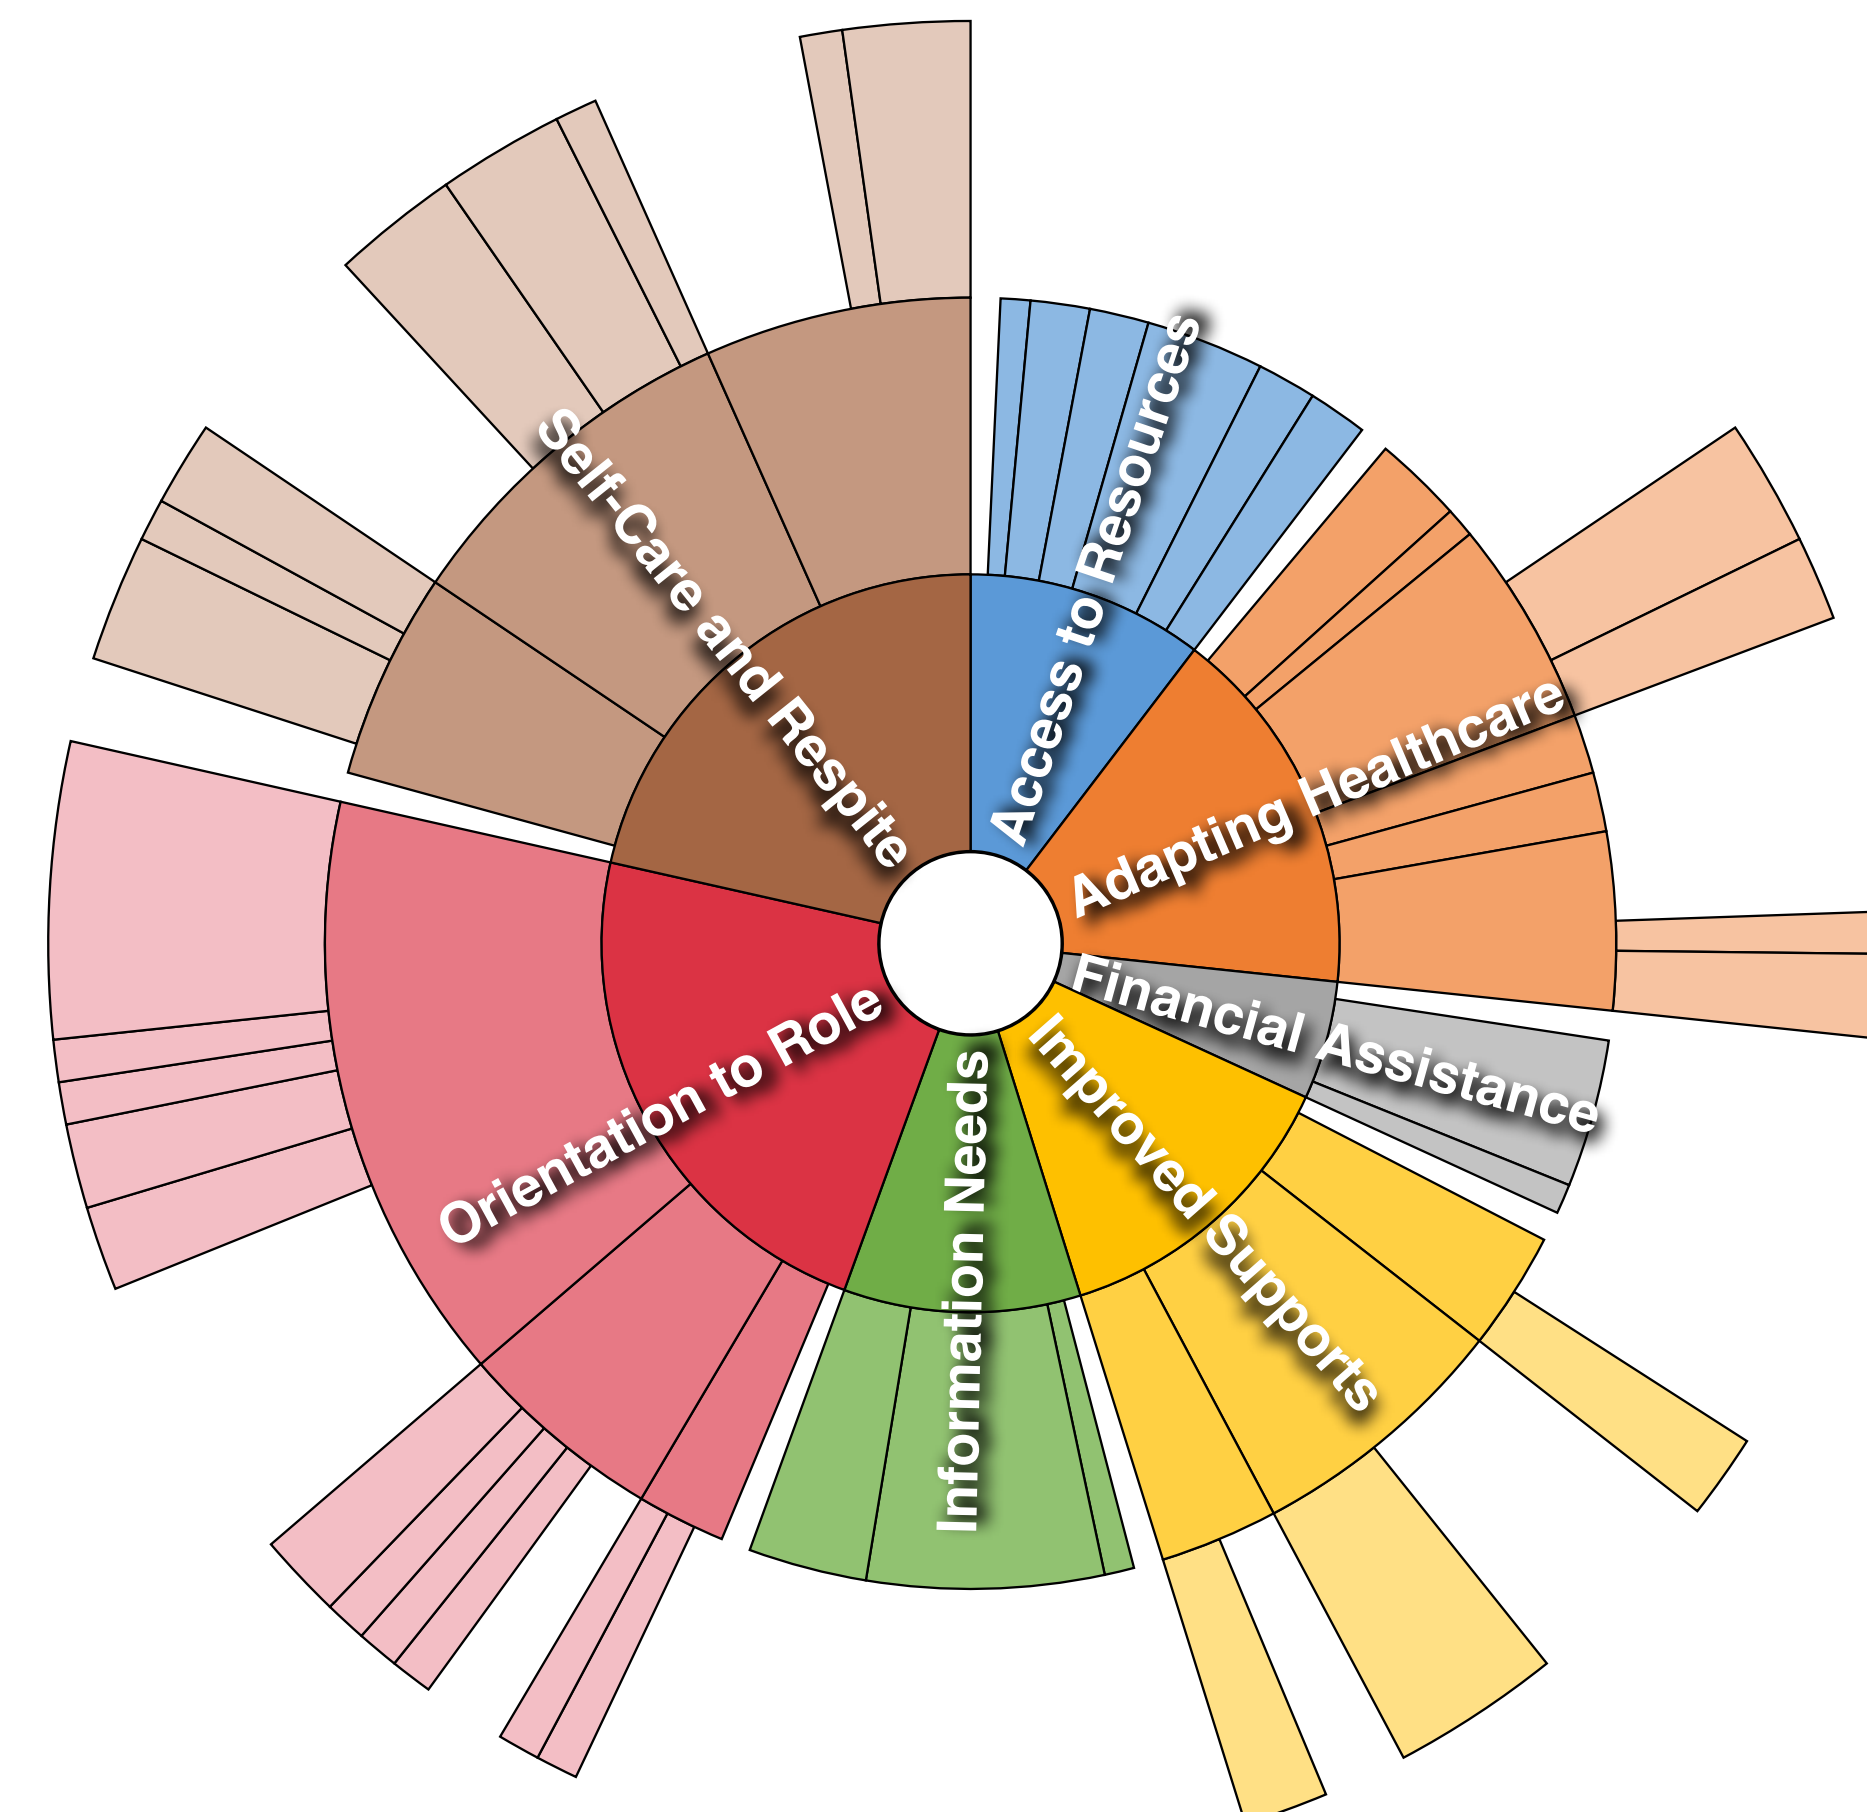 Access to Resources
Adapting Healthcare
Financial Assistance
Improved Supports
Information Needs
Orientation to Role
Self-Care and Respite